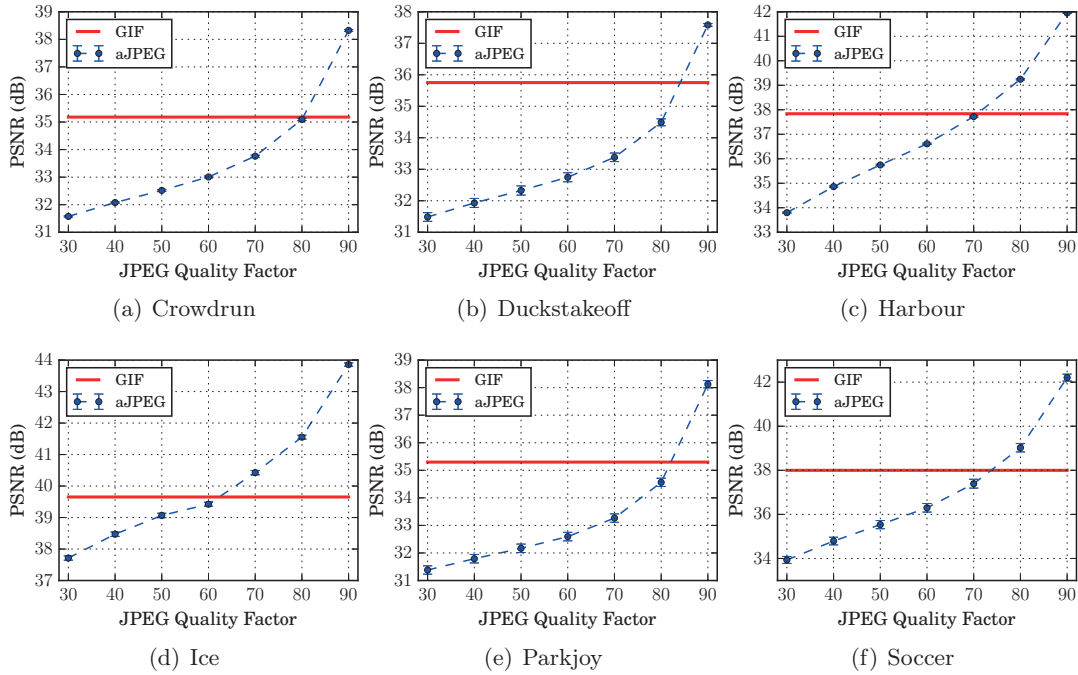 39
38
37
36
35
34
33
32
31
PSNR (dB)
GIF
aJPEG
30 40 50 60 70 80 90
JPEG Quality Factor
(a) Crowdrun
38
37
36
35
34
33
32
31
PSNR (dB)
GIF
aJPEG
30 40 50 60 70 80 90
JPEG Quality Factor
(b) Duckstakeoff
42
41
40
39
38
37
36
35
34
33
PSNR (dB)
GIF
aJPEG
30 40 50 60 70 80 90
JPEG Quality Factor
(c) Harbour
44
43
42
41
40
39
38
37
PSNR (dB)
GIF
aJPEG
30 40 50 60 70 80 90
JPEG Quality Factor
(d) Ice
39
38
37
36
35
34
33
32
31
PSNR (dB)
GIF
aJPEG
30 40 50 60 70 80 90
JPEG Quality Factor
(e) Parkjoy
42
40
38
36
34
PSNR (dB)
GIF
aJPEG
30 40 50 60 70 80 90
JPEG Quality Factor
(f) Soccer